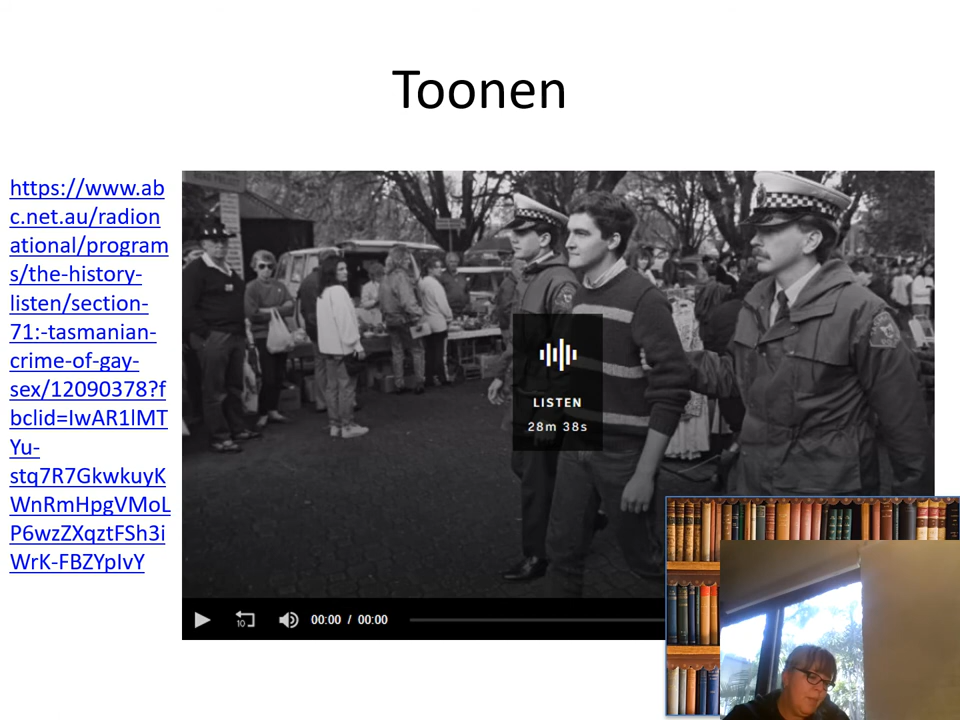 Toonen
https://www.ab
c.net.au/radion
ational/program
s/the-history-
listen/section-
71:-tasmanian-
crime-of-gay-
sex/12090378?f
bclid=IwAR1lMT
Yu-
stq7R7GkwkuyK
WnRmHpgVMoL
P6wzZXqztFSh3i
WrK-FBZYpIvY
LISTEN
28m 38s
10
00:00 / 00:00